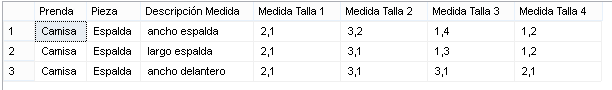 Prenda Pieza Descripción Medida Medida Talla 1 Medida Talla 2 Medida Talla 3 Medida Talla 4
1 Camisa Espalda ancho espalda 2,1 3,2 1,4 1,2
2 Camisa Espalda largo espalda 2,1 3,1 1,3 1,2
3 Camisa Espalda ancho delantero 2,1 3,1 3,1 2,1